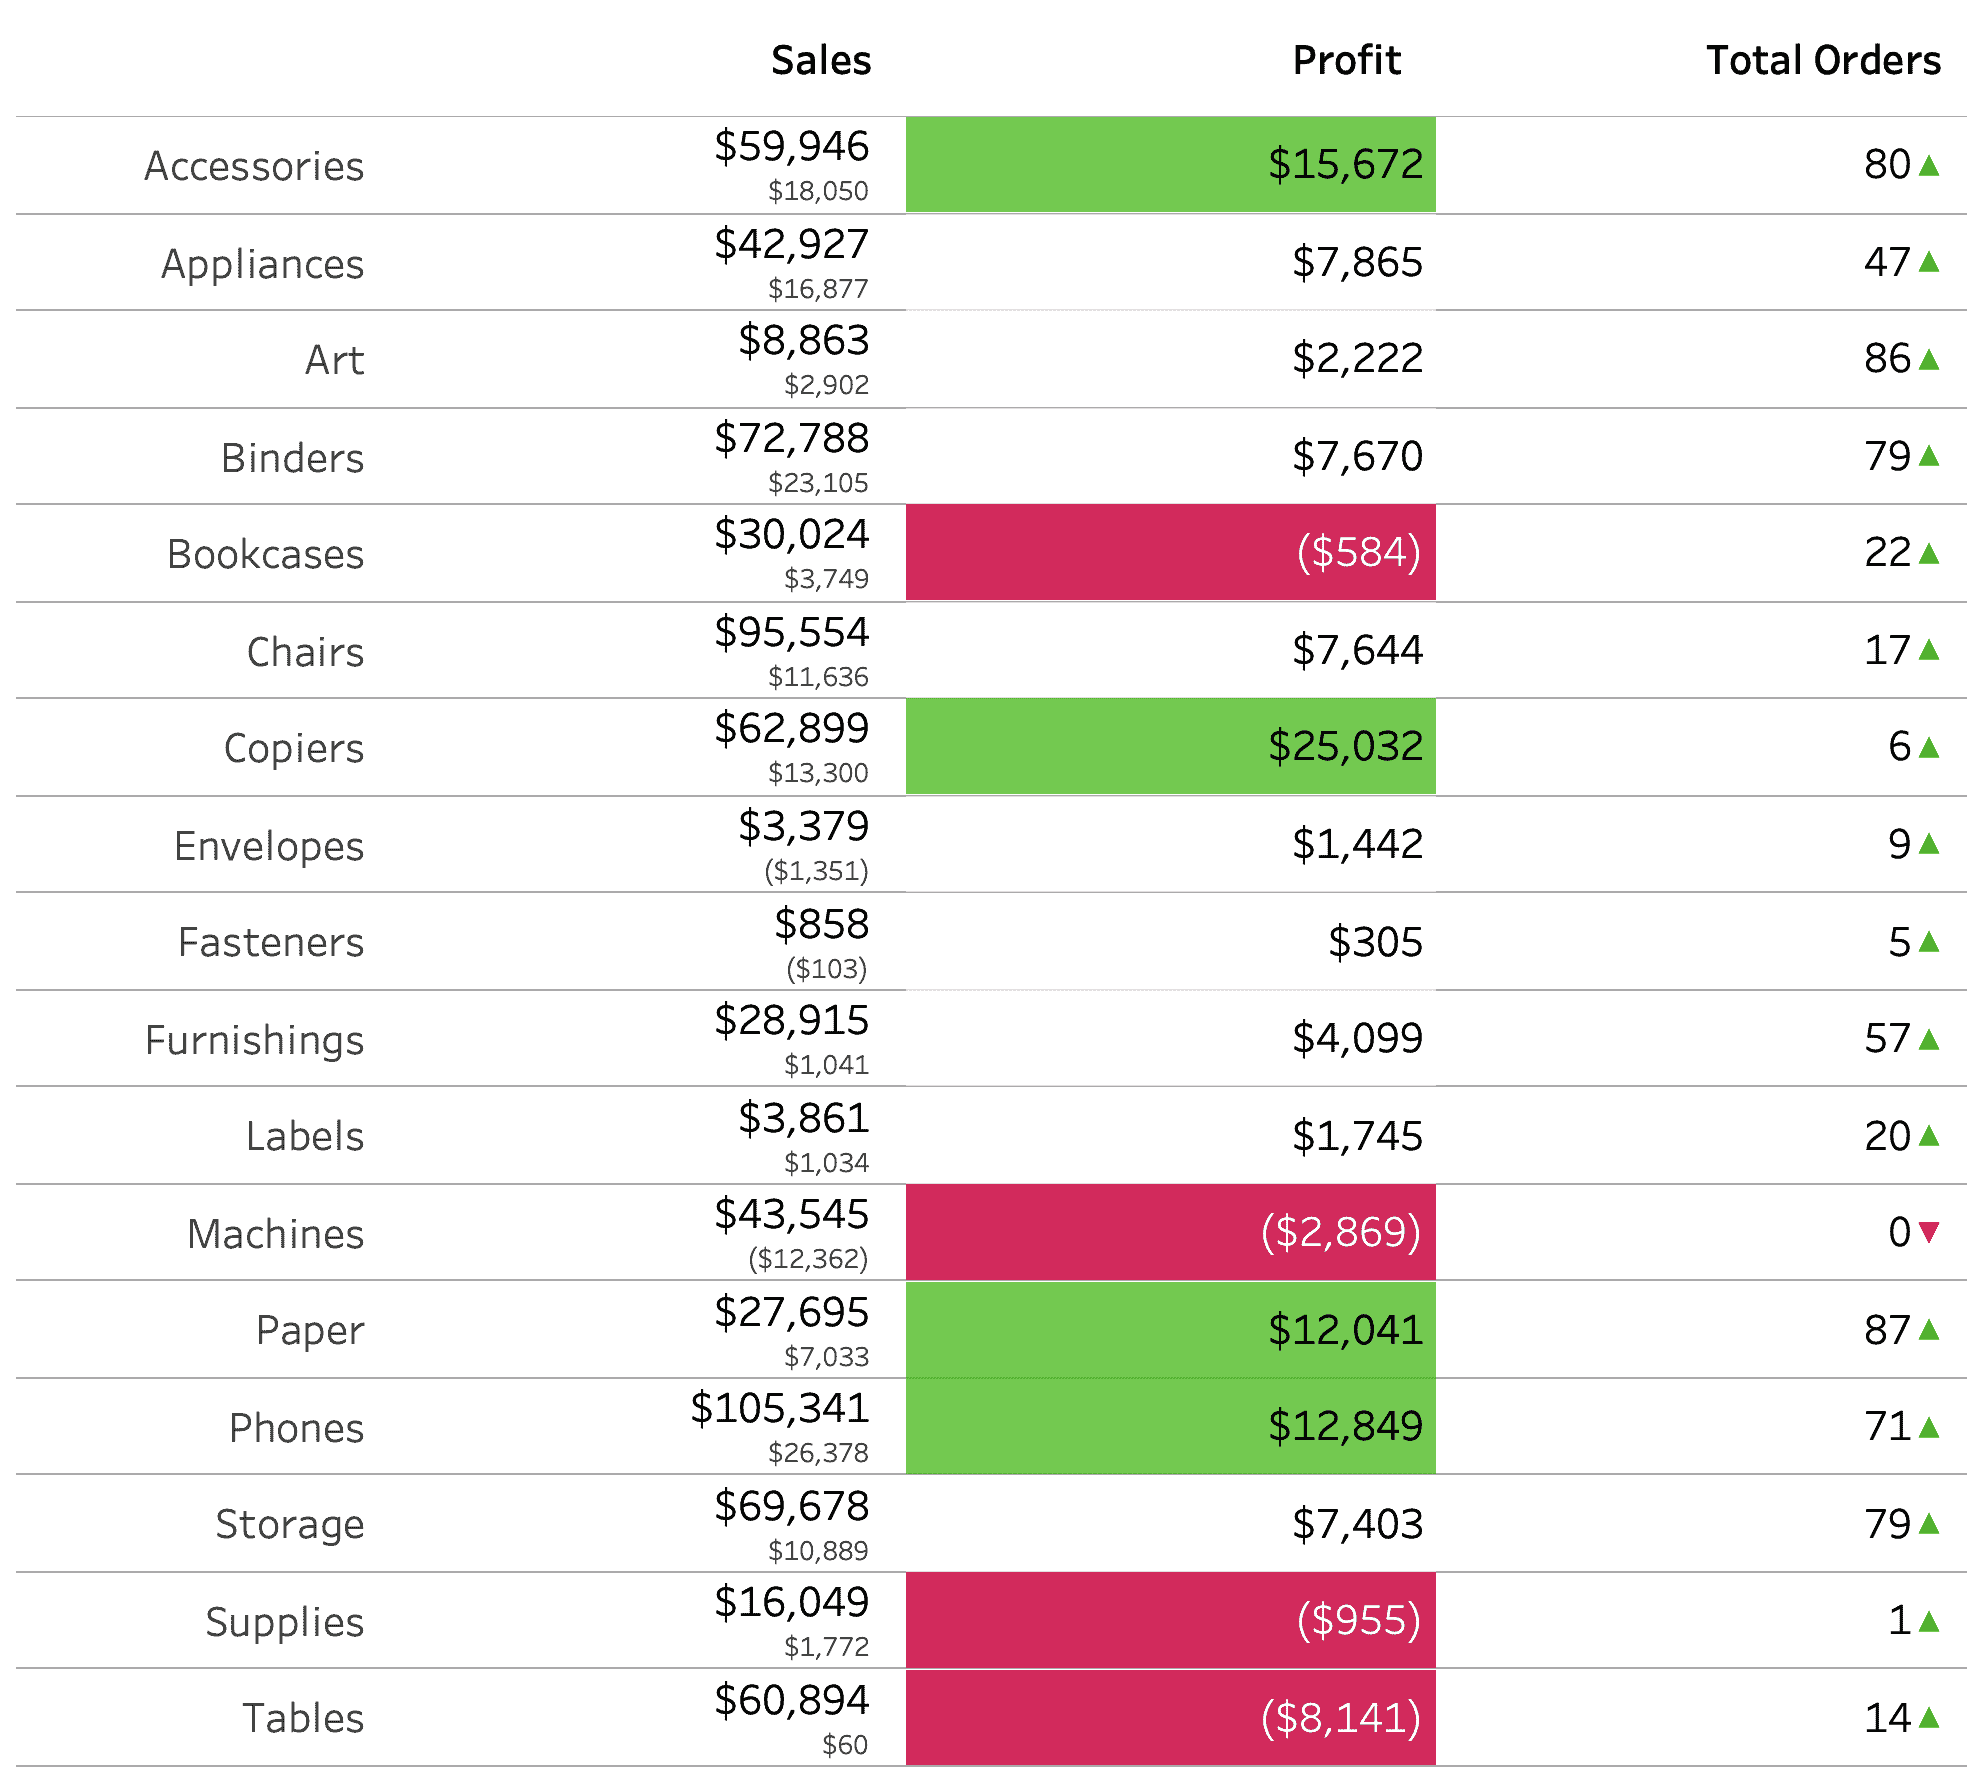 Sales Profit Total Orders
Accessories $59,946 $15,672 80▲
$18,050
Appliances $42,927 $7,865 47▲
$16,877
Art $8,863 $2,222 86▲
$2,902
Binders $72,788 $7,670 79▲
$23,105
Bookcases $30,024 ($584) 22▲
$3,749
Chairs $95,554 $7,644 17▲
$11,636
Copiers $62,899 $25,032 6▲
$13,300
Envelopes $3,379 $1,442 9▲
($1,351)
Fasteners $858 $305 5▲
($103)
Furnishings $28,915 $4,099 57▲
$1,041
Labels $3,861 $1,745 20▲
$1,034
Machines $43,545 ($2,869) 0▼
($12,362)
Paper $27,695 $12,041 87▲
$7,033
Phones $105,341 $12,849 71▲
$26,378
Storage $69,678 $7,403 79▲
$10,889
Supplies $16,049 ($955) 1▲
$1,772
Tables $60,894 ($8,141) 14▲
$60